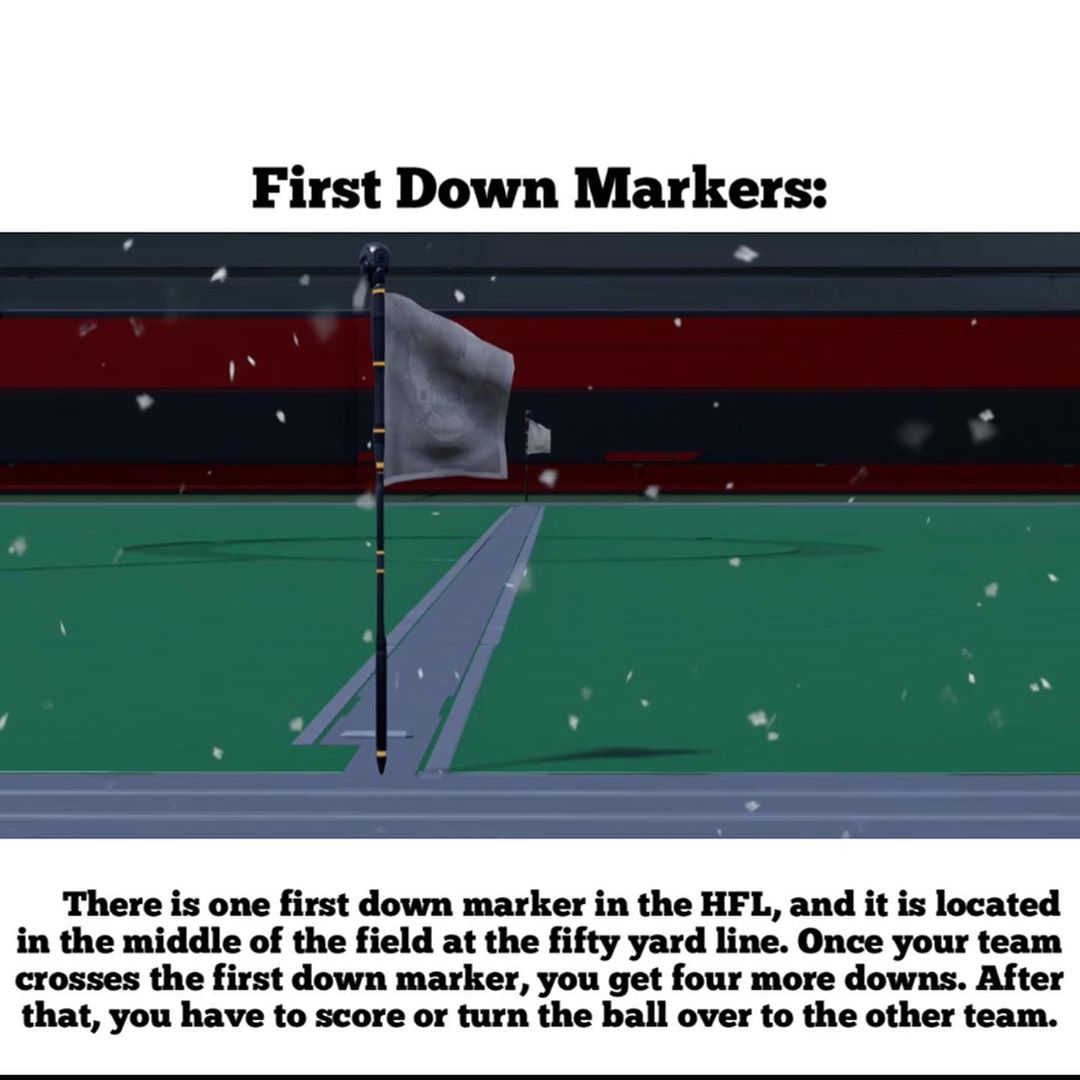 First Down Markers:
There is one first down marker in the HFL, and it is located
in the middle of the field at the fifty yard line. Once your team
crosses the first down marker, you get four more downs. After
that, you have to score or turn the ball over to the other team.